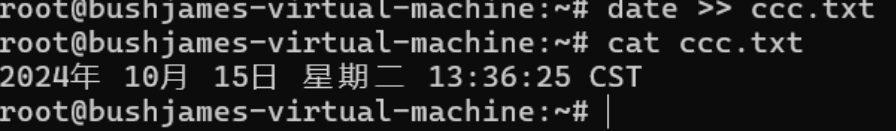 root@bushjames-virtual-machine:~# date >> ccc.txt
root@bushjames-virtual-machine:~# cat ccc.txt
2024年 10月 15日 星期二 13:36:25 CST
root@bushjames-virtual-machine:~#